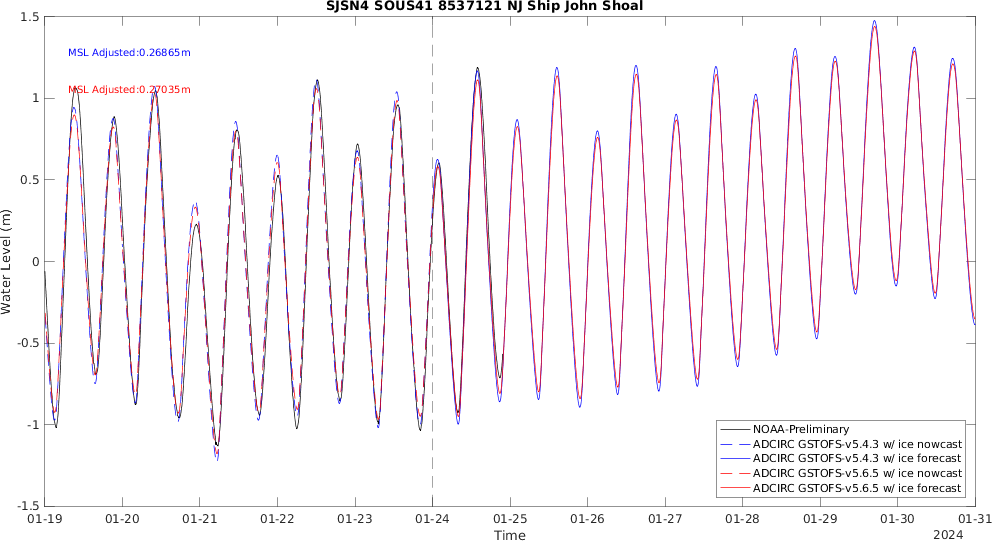 SJSN4 SOUS41 8537121 NJ Ship John Shoal
MSL Adjusted:0.26865m
MSL Adjusted:0.27035m
Water Level (m)
1.5
1
0.5
0
-0.5
-1
-1.5
01-19 01-20 01-21 01-22 01-23 01-24 01-25 01-26 01-27 01-28 01-29 01-30 01-31
2024
Time
NOAA-Preliminary
ADCIRC GSTOFS-v5.4.3 w/ ice nowcast
ADCIRC GSTOFS-v5.4.3 w/ ice forecast
ADCIRC GSTOFS-v5.6.5 w/ ice nowcast
ADCIRC GSTOFS-v5.6.5 w/ ice forecast